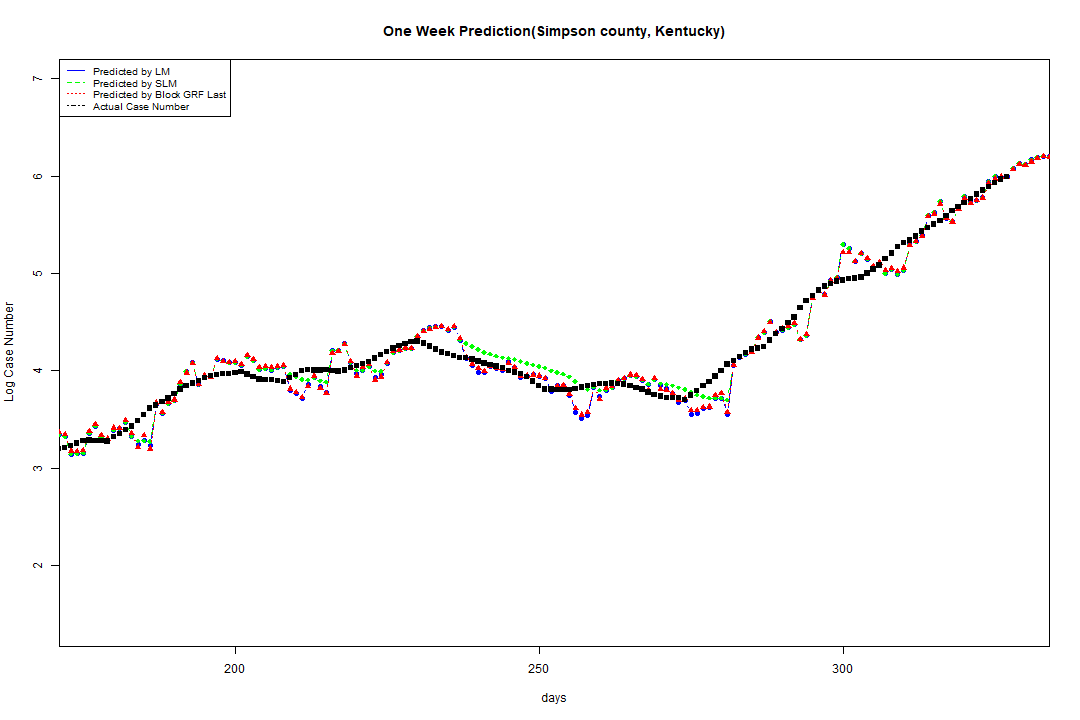 One Week Prediction(Simpson county, Kentucky)
Predicted by LM
Predicted by SLM
Predicted by Block GRF Last
Actual Case Number
7
6
5
4
3
2
Log Case Number
200
250
300
days